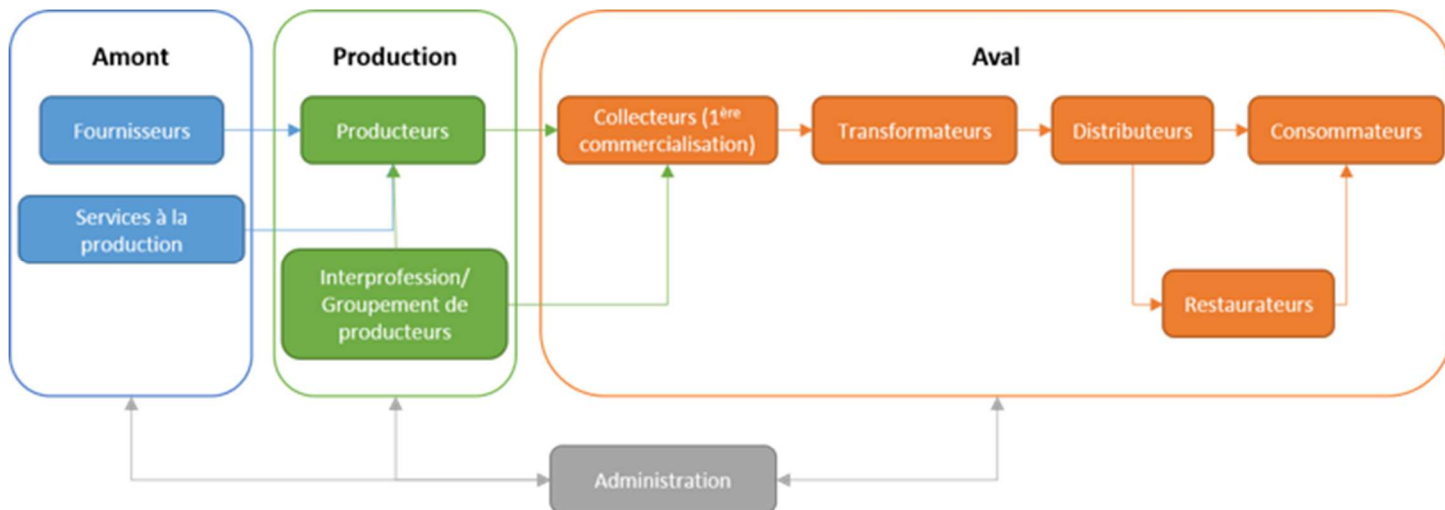 Amont
Production
Aval
Fournisseurs
Producteurs
Collecteurs (1ère
commercialisation)
Transformateurs
Distributeurs
Consommateurs
Services à la
production
Interprofession/
Groupement de
producteurs
Restaurateurs
Administration